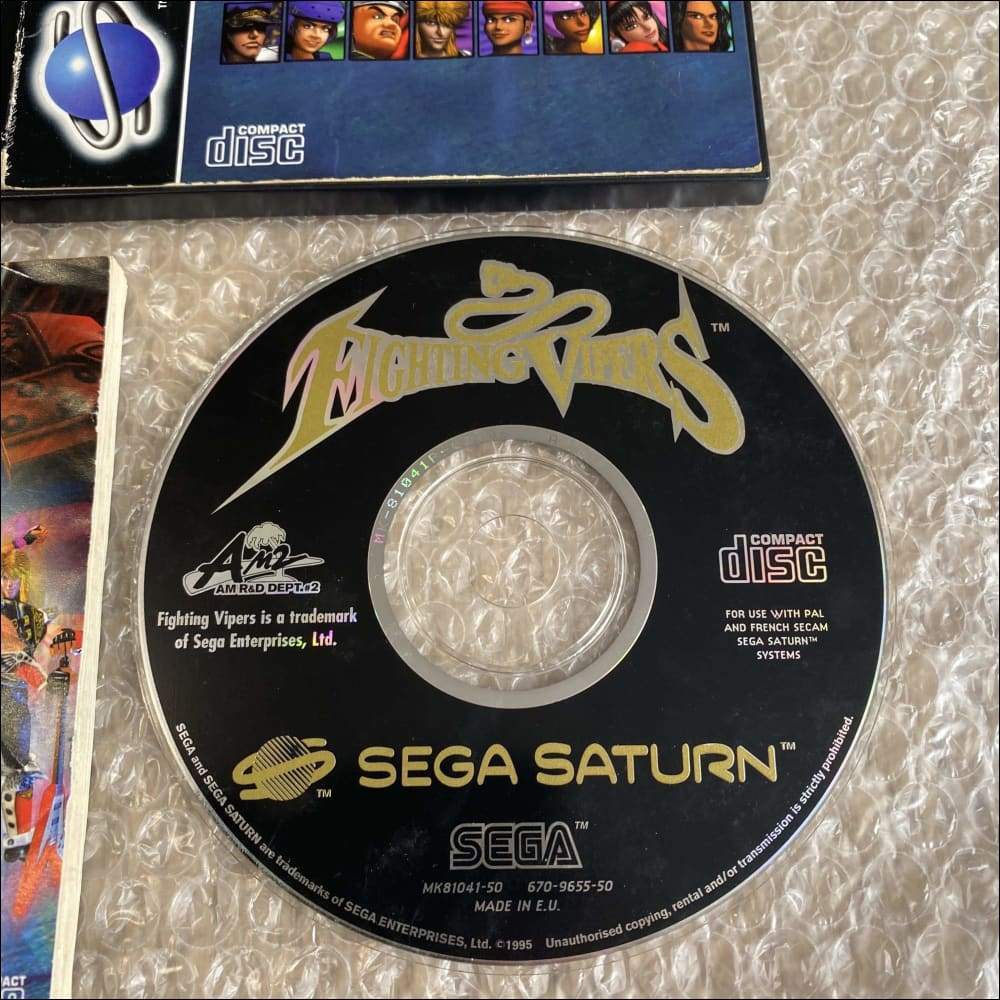 COMPACT
disc
FIGHTING VIPERS™
M -81041
AM2
AM R&D DEPT.#2
Fighting Vipers is a trademark
of Sega Enterprises, Ltd.
COMPACT
disc
FOR USE WITH PAL
AND FRENCH SECAM
SEGA SATURN™
SYSTEMS
SEGA SATURN™
TM
SEGA™
MK81041-50 670-9655-50
MADE IN E.U.
SEGA and SEGA SATURN are trademarks of SEGA ENTERPRISES, Ltd. ©1995 Unauthorised copying, rental and/or transmission is strictly prohibited.